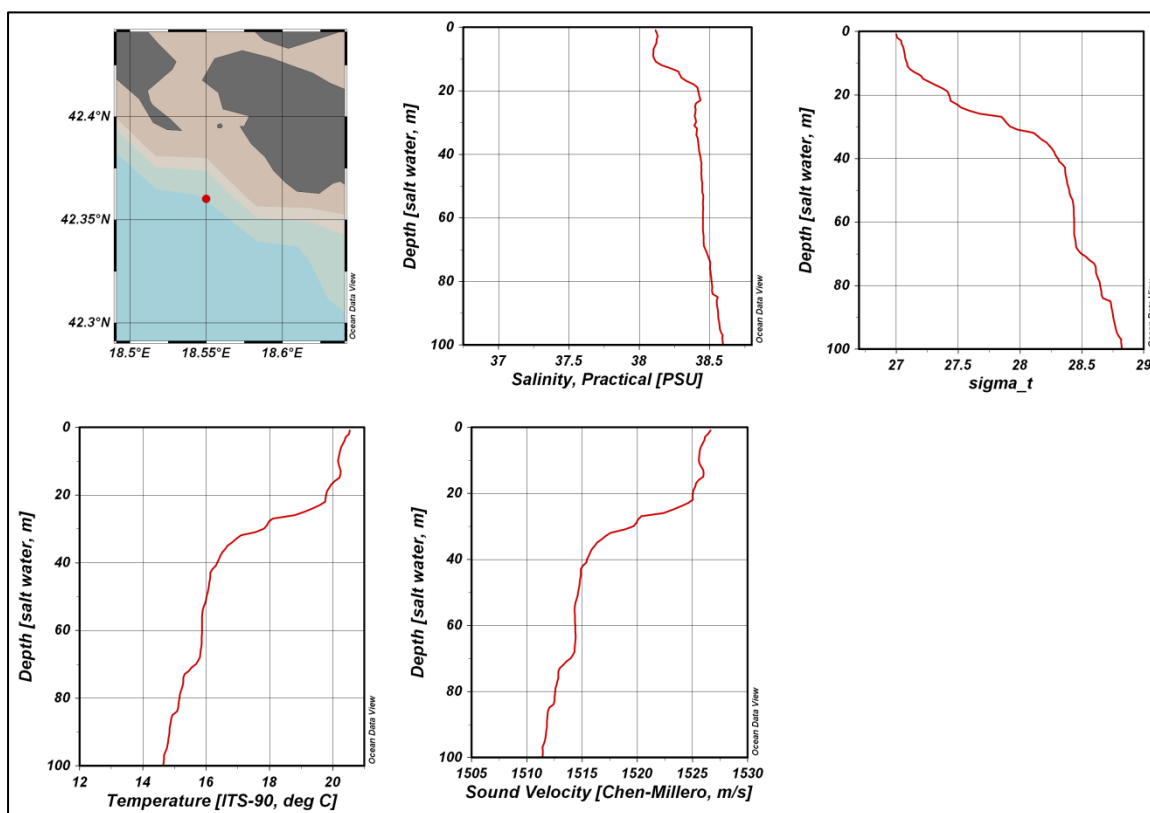 42.4°N
42.35°N
42.3°N
18.5°E 18.55°E 18.6°E
Ocean Data View
0
20
40
60
80
100
Depth [salt water, m]
37 37.5 38 38.5
Salinity, Practical [PSU]
Ocean Data View
0
20
40
60
80
100
Depth [salt water, m]
27 27.5 28 28.5 29
sigma_t
0
20
40
60
80
100
Depth [salt water, m]
12 14 16 18 20
Temperature [ITS-90, deg C]
Ocean Data View
0
20
40
60
80
100
Depth [salt water, m]
1505 1510 1515 1520 1525 1530
Sound Velocity [Chen-Millero, m/s]
Ocean Data View